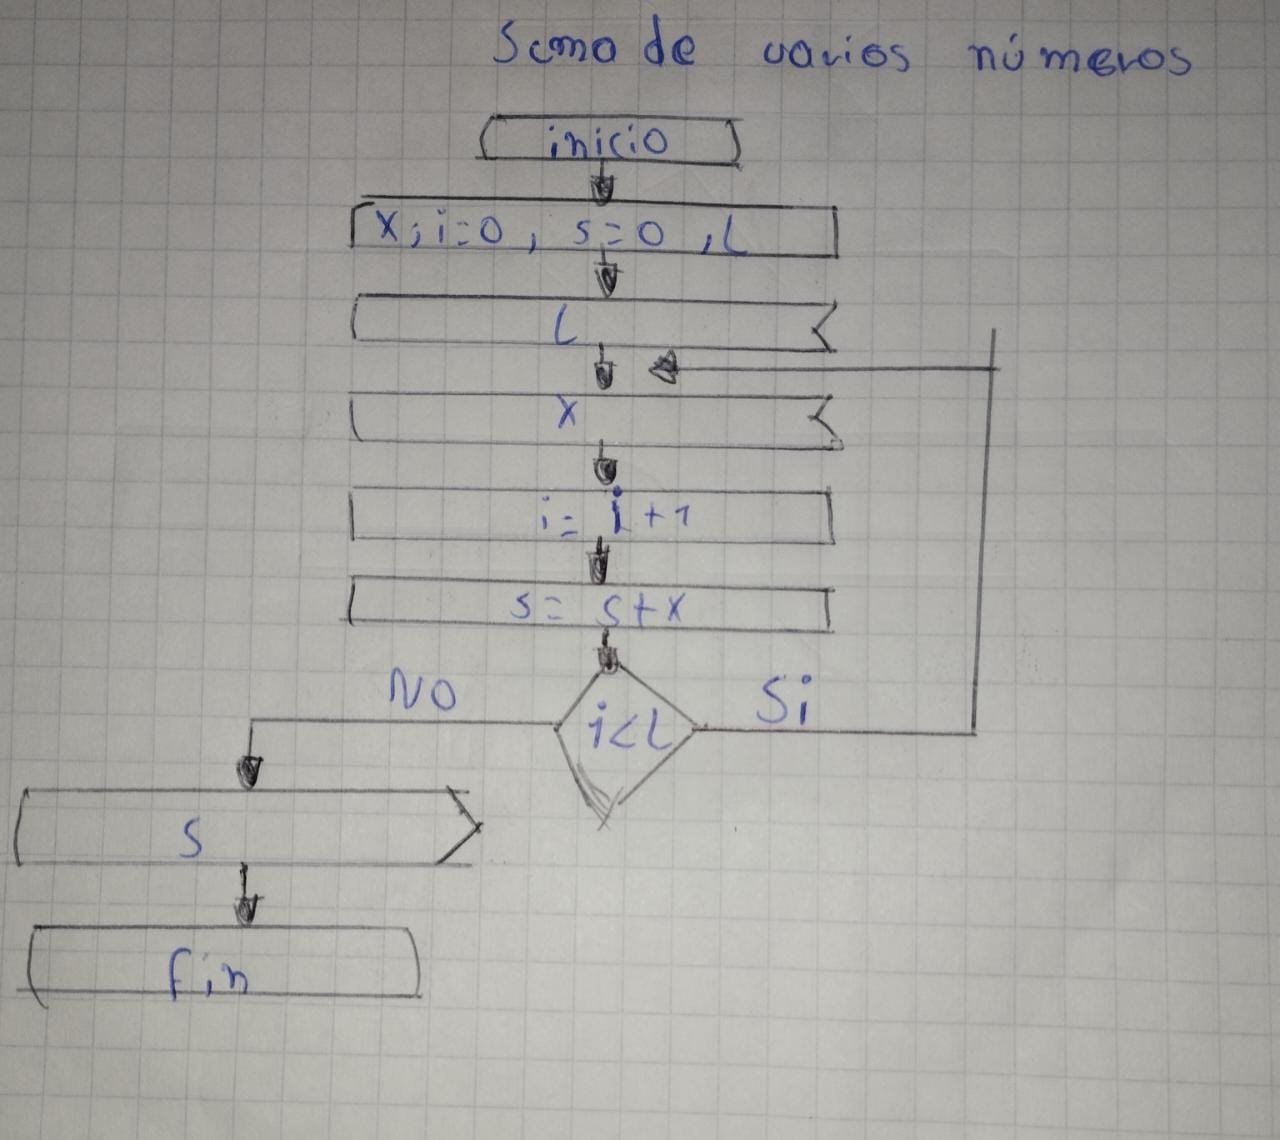 Suma de varios números
inicio
x, i=0, s=0, L
L
x
i= i+1
s= s+x
NO
i<L
Si
s
fin